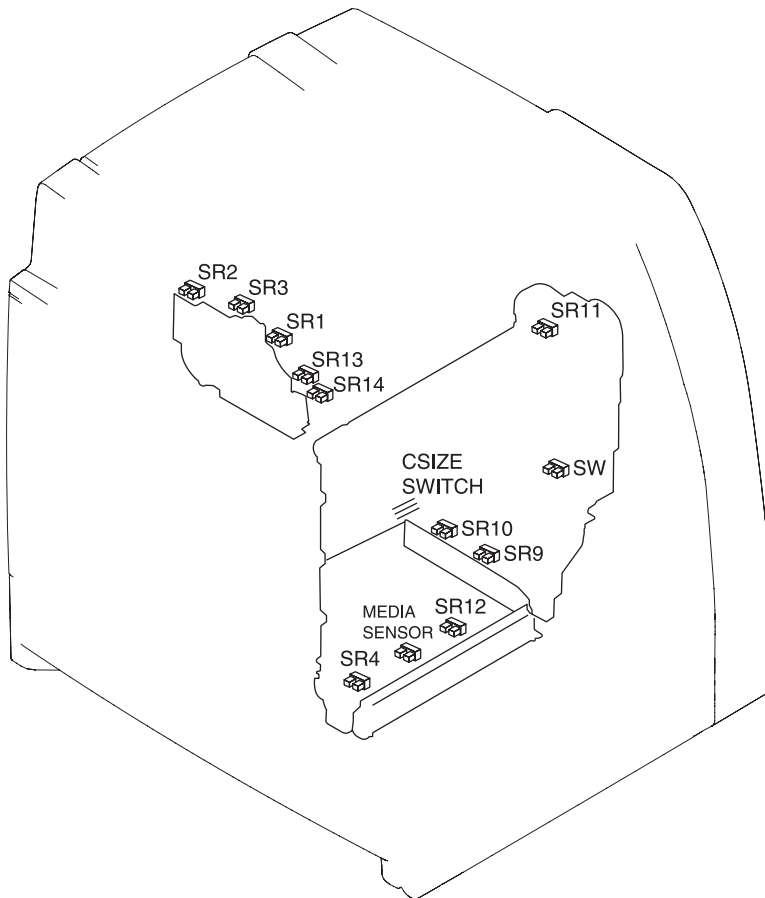 SR2
SR3
SR1
SR11
SR13
SR14
CSIZE
SWITCH
SW
SR10
SR9
MEDIA
SENSOR
SR12
SR4